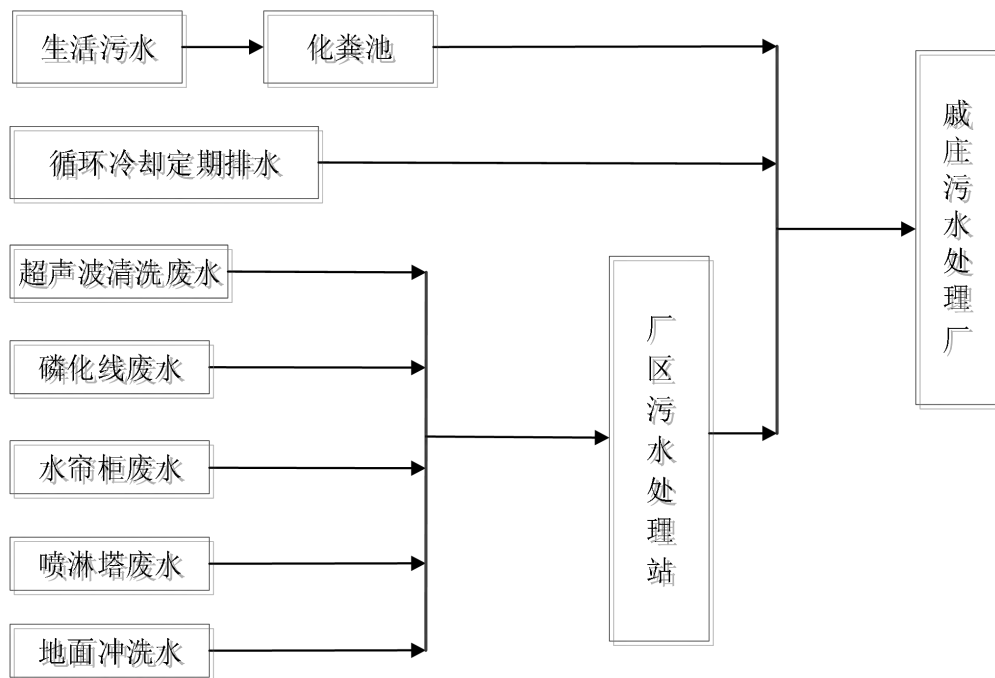 生活污水
化粪池
循环冷却定期排水
超声波清洗废水
磷化线废水
水帘柜废水
喷淋塔废水
地面冲洗水
厂区污水处理站
戚庄污水处理厂